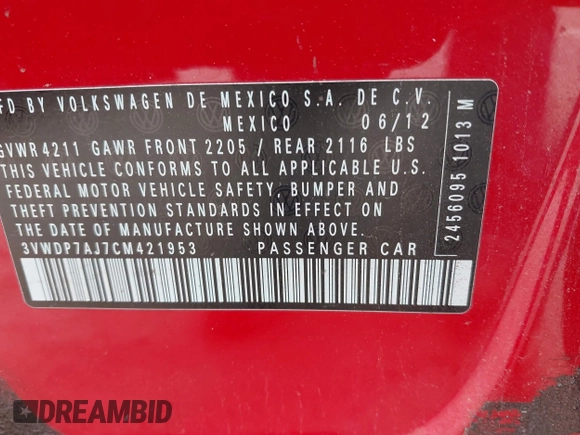 FD BY VOLKSWAGEN DE MEXICO S.A. DE C.V.
MEXICO 06/12
GVWR 4211 GAWR FRONT 2205 / REAR 2116 LBS
THIS VEHICLE CONFORMS TO ALL APPLICABLE U.S.
FEDERAL MOTOR VEHICLE SAFETY, BUMPER AND
THEFT PREVENTION STANDARDS IN EFFECT ON
THE DATE OF MANUFACTURE SHOWN ABOVE.
3VWDP7AJ7CM421953 PASSENGER CAR
2456095 1013 M
DREAMBID